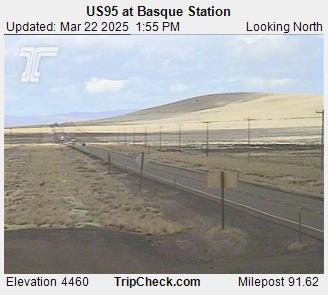 US95 at Basque Station
Updated: Mar 22 2025 1:55 PM Looking North
Elevation 4460 TripCheck.com Milepost 91.62